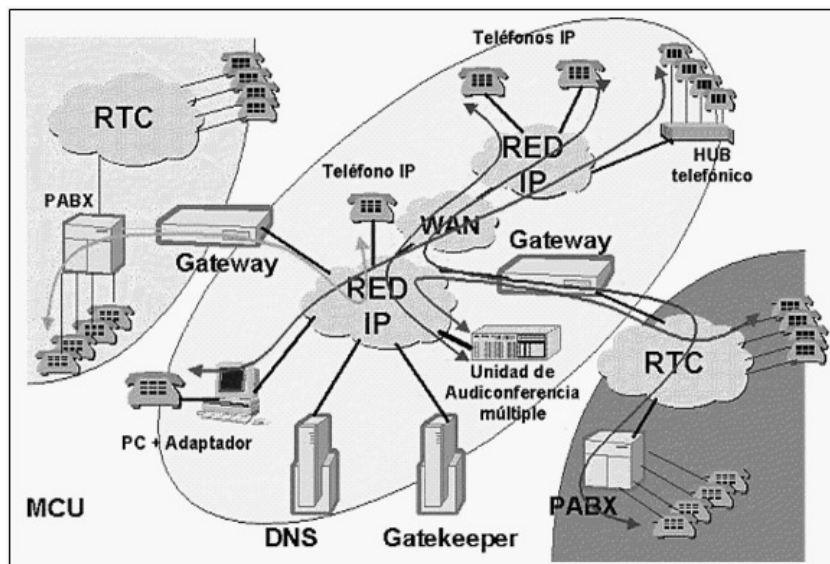 Teléfonos IP
RTC
RED
IP
HUB
telefónico
Teléfono IP
PABX
WAN
Gateway
Gateway
RED
IP
RTC
Unidad de
Audiconferencia
múltiple
PC + Adaptador
PABX
MCU
DNS
Gatekeeper